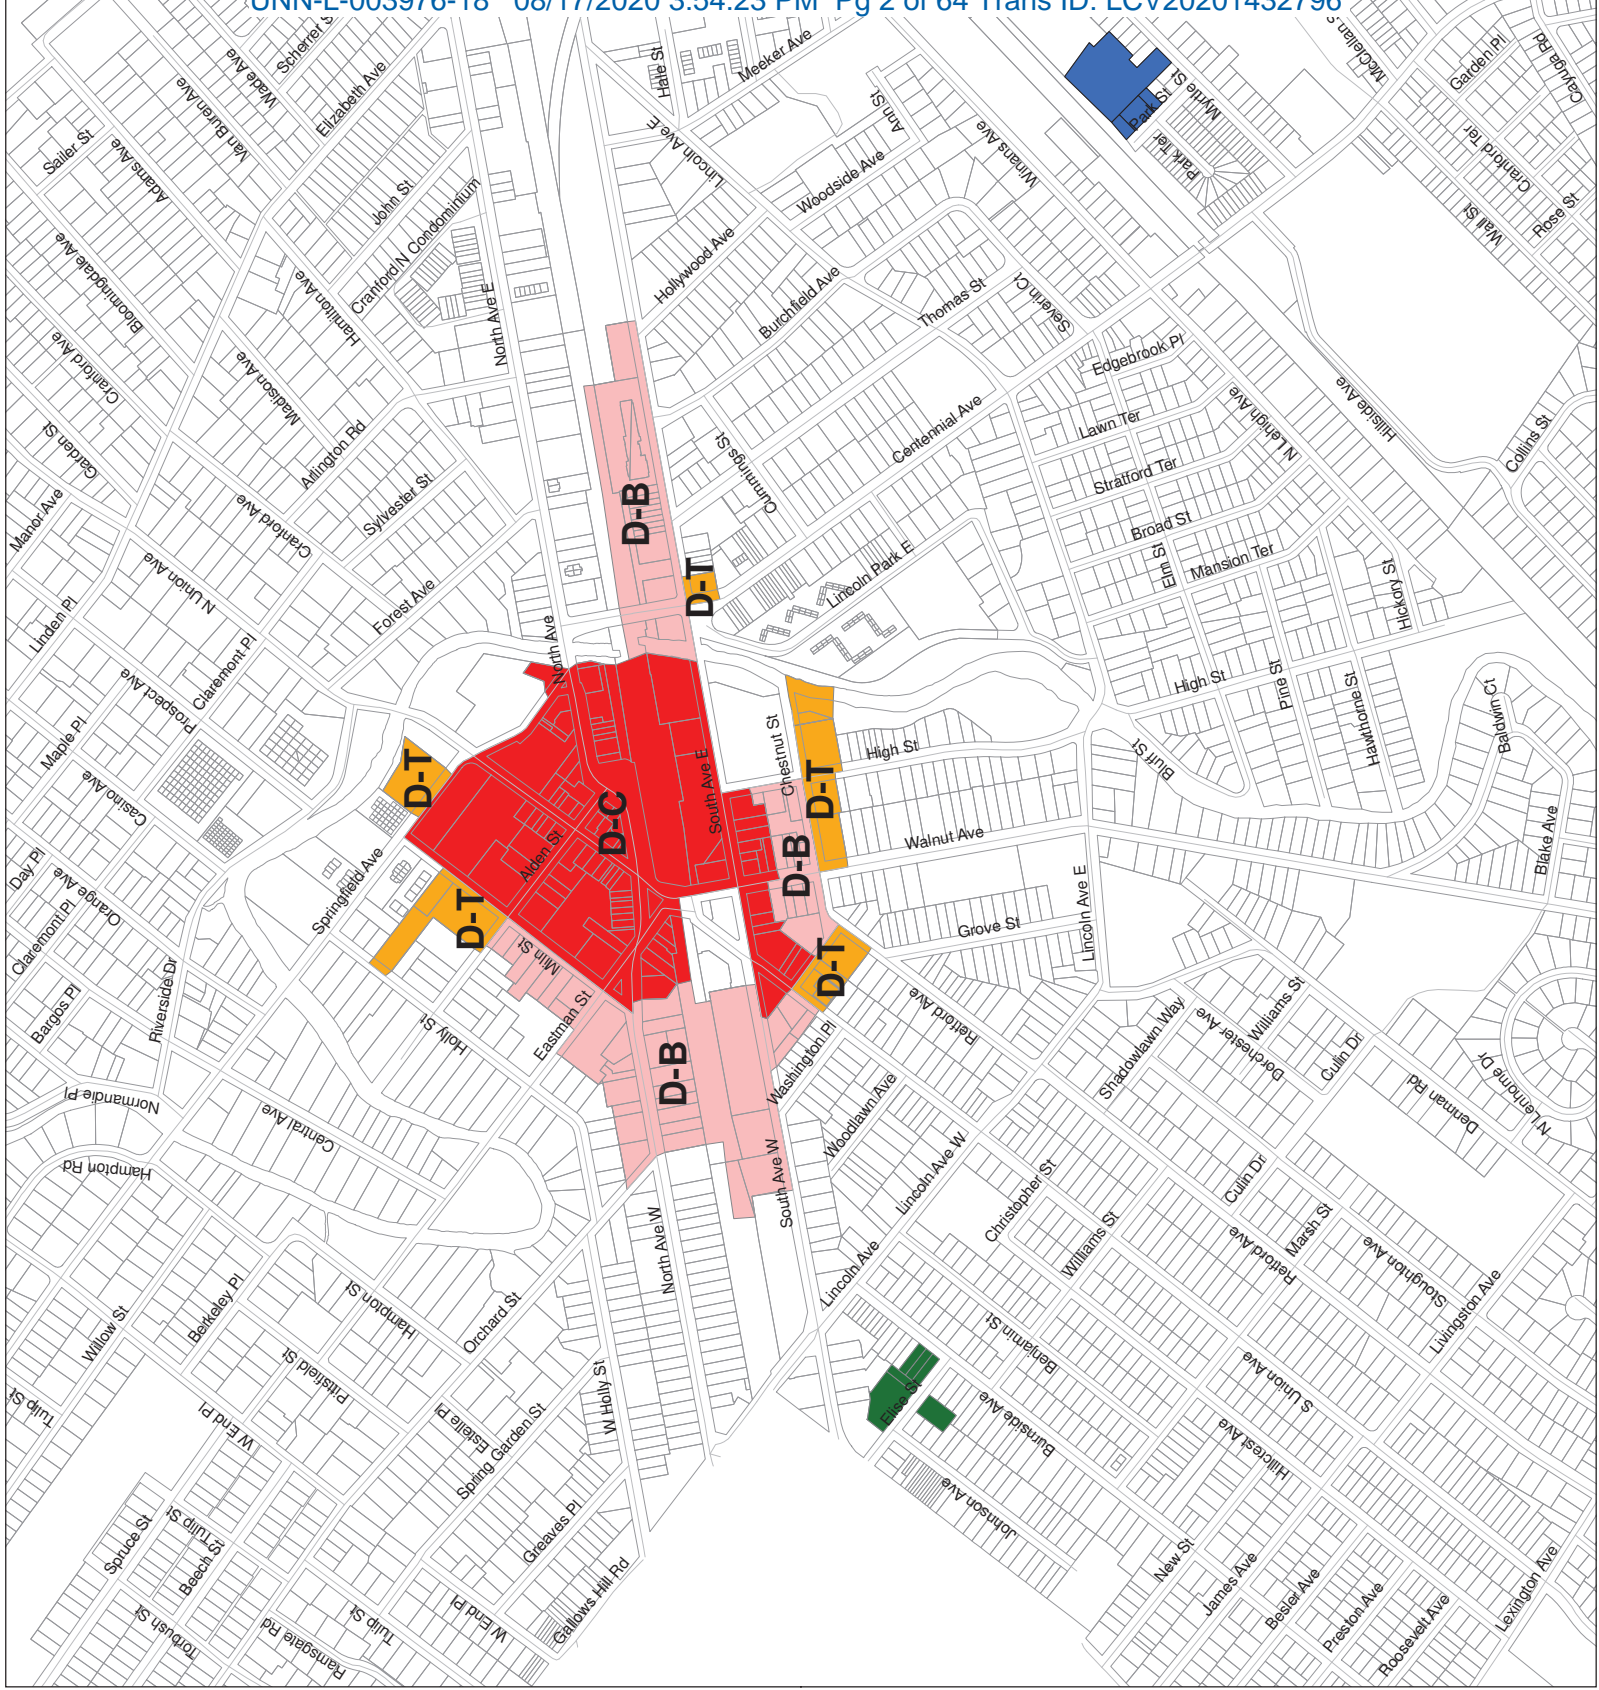 UNN-L-003976-18 08/17/2020 3:54:23 PM Pg 2 of 64 Trans ID: LCV20201432796
Scherrer S
Wade Ave
Van Buren Ave
Elizabeth Ave
Hale St
Meeker Ave
McClellan S
Garden Pl
Cayuga Rd
Sailer St
Adams Ave
John St
Cranford N Condominium
Lincoln Ave E
Ann St
Woodside Ave
Winans Ave
Park St
Myrtle St
Park Ter
Cranford Ter
Rose St
Wall St
Bloomingdale Ave
Hamilton Ave
North Ave E
Hollywood Ave
Burchfield Ave
Thomas St
Severin Ct
Edgebrook Pl
Hillside Ave
Cranford Ave
Madison Ave
Arlington Rd
Garden St
Sylvester St
Cranford Ave
Manor Ave
N Union Ave
Forest Ave
Linden Pl
Claremont Pl
Prospect Ave
Maple Pl
Casino Ave
Cummings St
Centennial Ave
Lawn Ter
Stratford Ter
N Lehigh Ave
Collins St
Broad St
Elm St
Mansion Ter
Hickory St
Lincoln Park E
D-B
D-T
North Ave
High St
Pine St
Hawthorne St
Baldwin Ct
Bluff St
Blake Ave
Chestnut St
High St
South Ave E
D-T
D-T
D-C
D-B
Alden St
Walnut Ave
Day Pl
Orange Ave
Claremont Pl
Springfield Ave
D-T
Miln St
D-T
Grove St
Lincoln Ave E
Bargos Pl
Riverside Dr
Holly St
Eastman St
D-B
Washington Pl
Retford Ave
Shadowlawn Way
Dorchester Ave
Williams St
Culin Dr
Denman Rd
N Lenhome Dr
Normandie Pl
Central Ave
Hampton Rd
Woodlawn Ave
South Ave W
Lincoln Ave W
Christopher St
Culin Dr
Marsh St
Retford Ave
Stoughton Ave
Williams St
Livingston Ave
North Ave W
Lincoln Ave
Willow St
Berkeley Pl
Hampton St
Orchard St
Pittsfield St
Tulip St
W End Pl
Estelle Pl
Spring Garden St
W Holly St
Elise St
Benjamin St
Burnside Ave
S Union Ave
Hillcrest Ave
Johnson Ave
Spruce St
Tulip St
Beech St
Greaves Pl
Gallows Hill Rd
W End Pl
Tulip St
Ramsgate Rd
Torbush St
New St
James Ave
Besler Ave
Preston Ave
Roosevelt Ave
Lexington Ave